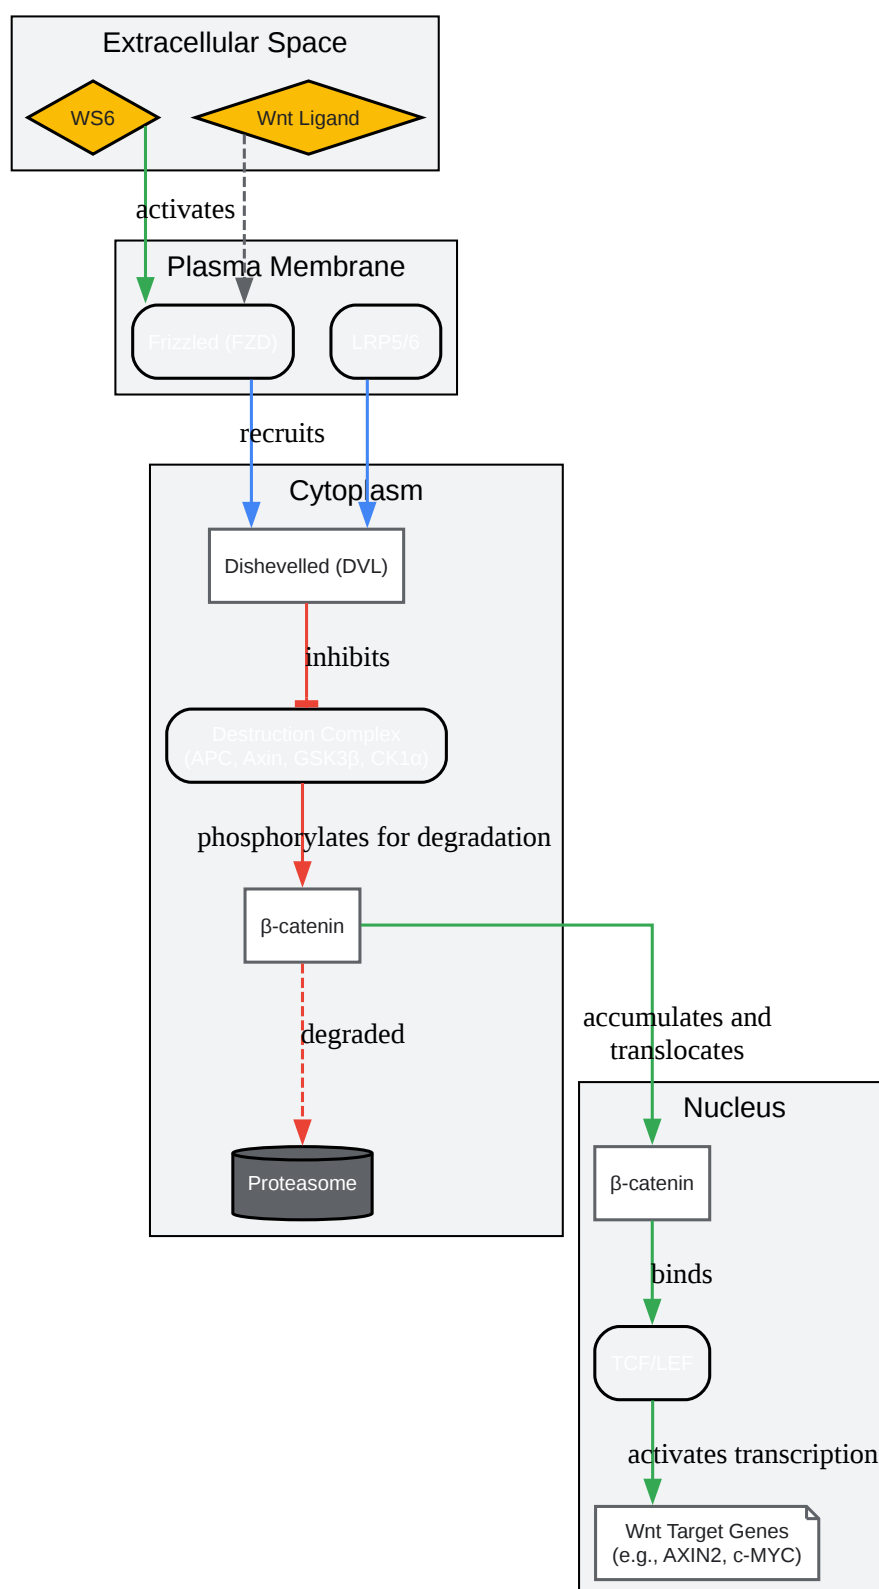 Extracellular Space
WS6
Wnt Ligand
activates
Plasma Membrane
Frizzled (FZD)
LRP5/6
recruits
Cytoplasm
Dishevelled (DVL)
inhibits
Destruction Complex
(APC, Axin, GSK3β, CK1α)
phosphorylates for degradation
β-catenin
degraded
accumulates and
translocates
Nucleus
β-catenin
Proteasome
binds
TCF/LEF
activates transcription
Wnt Target Genes
(e.g., AXIN2, c-MYC)